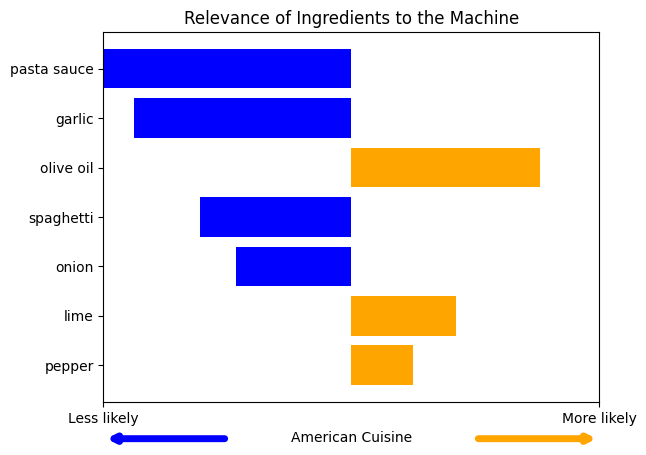 Relevance of Ingredients to the Machine
pasta sauce
garlic
olive oil
spaghetti
onion
lime
pepper
Less likely
More likely
American Cuisine